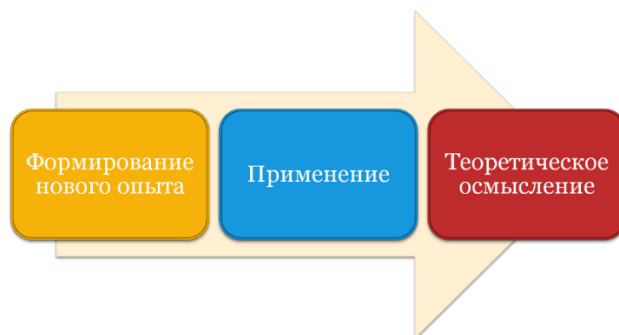 Формирование
нового опыта
Применение
Теоретическое
осмысление